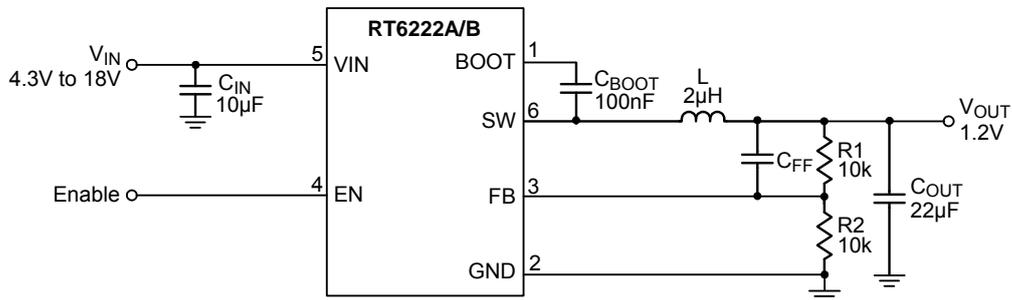 RT6222A/B
VIN
4.3V to 18V
CIN
10µF
5
VIN
BOOT
1
CBOOT
100nF
L
2µH
SW
6
VOUT
1.2V
Enable
4
EN
FB
3
CFF
R1
10k
R2
10k
COUT
22µF
GND
2